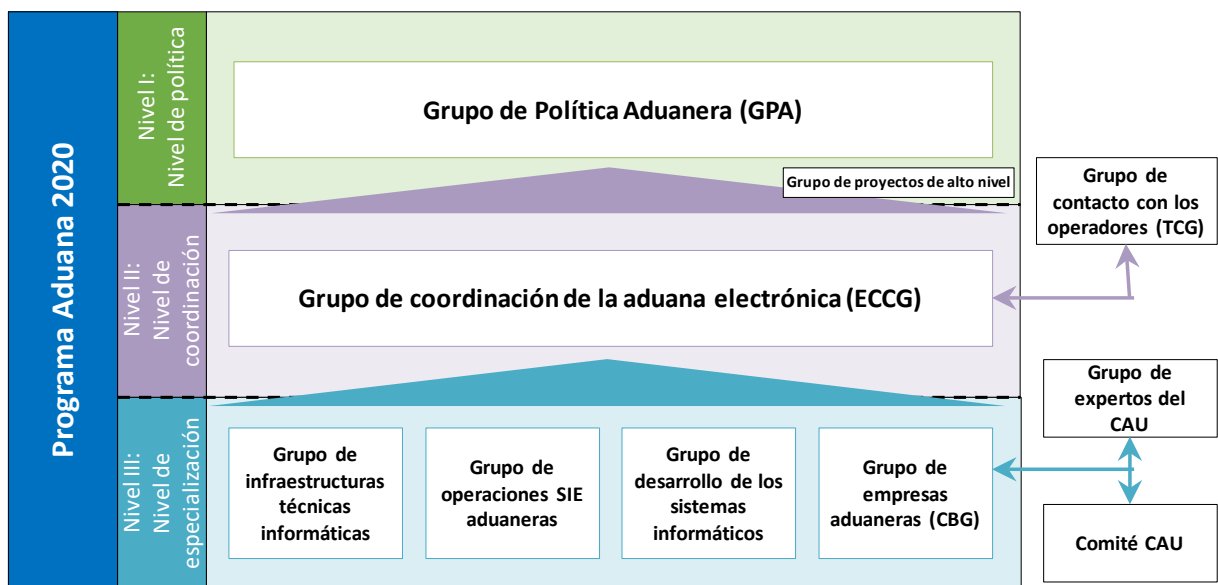 Programa Aduana 2020
Nivel I:
Nivel de política
Grupo de Política Aduanera (GPA)
Grupo de proyectos de alto nivel
Nivel II:
Nivel de
coordinación
Grupo de coordinación de la aduana electrónica (ECCG)
Grupo de
contacto con los
operadores (TCG)
Nivel III:
Nivel de
especialización
Grupo de
infraestructuras
técnicas
informáticas
Grupo de
operaciones SIE
aduaneras
Grupo de
desarrollo de los
sistemas
informáticos
Grupo de
empresas
aduaneras (CBG)
Grupo de
expertos del
CAU
Comité CAU